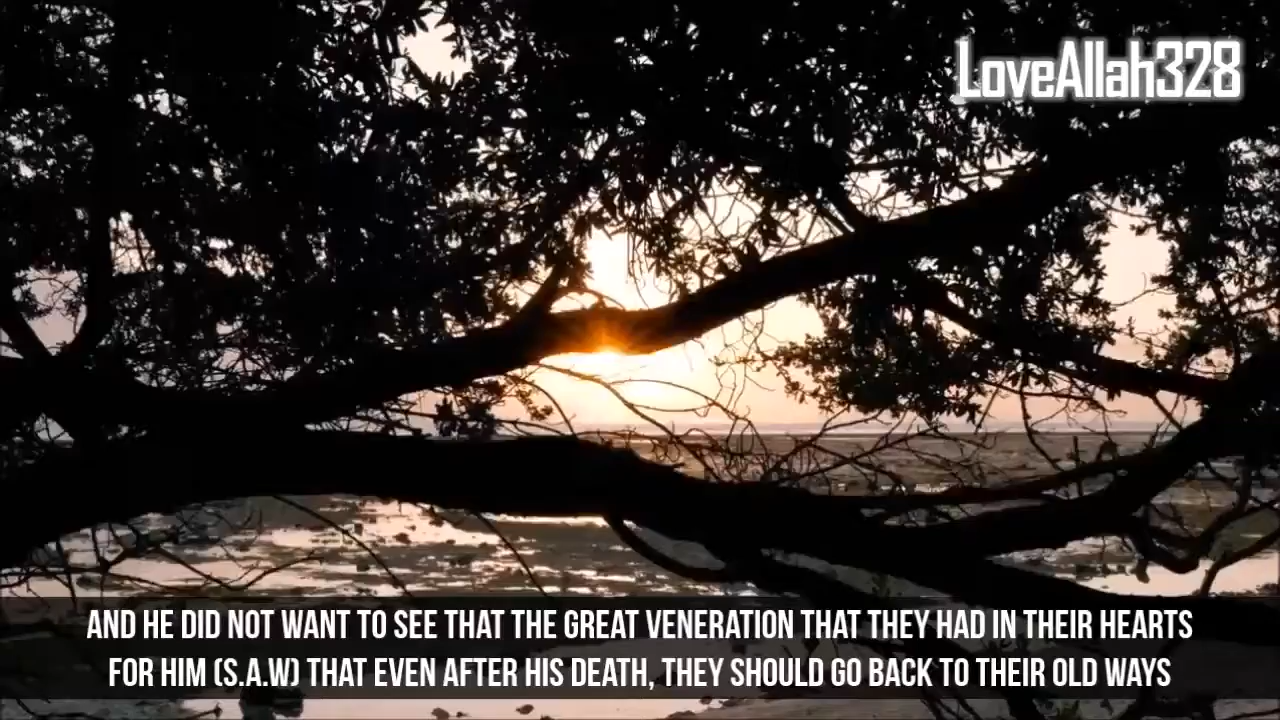 LoveAllah328
AND HE DID NOT WANT TO SEE THAT THE GREAT VENERATION THAT THEY HAD IN THEIR HEARTS
FOR HIM (S.A.W) THAT EVEN AFTER HIS DEATH, THEY SHOULD GO BACK TO THEIR OLD WAYS